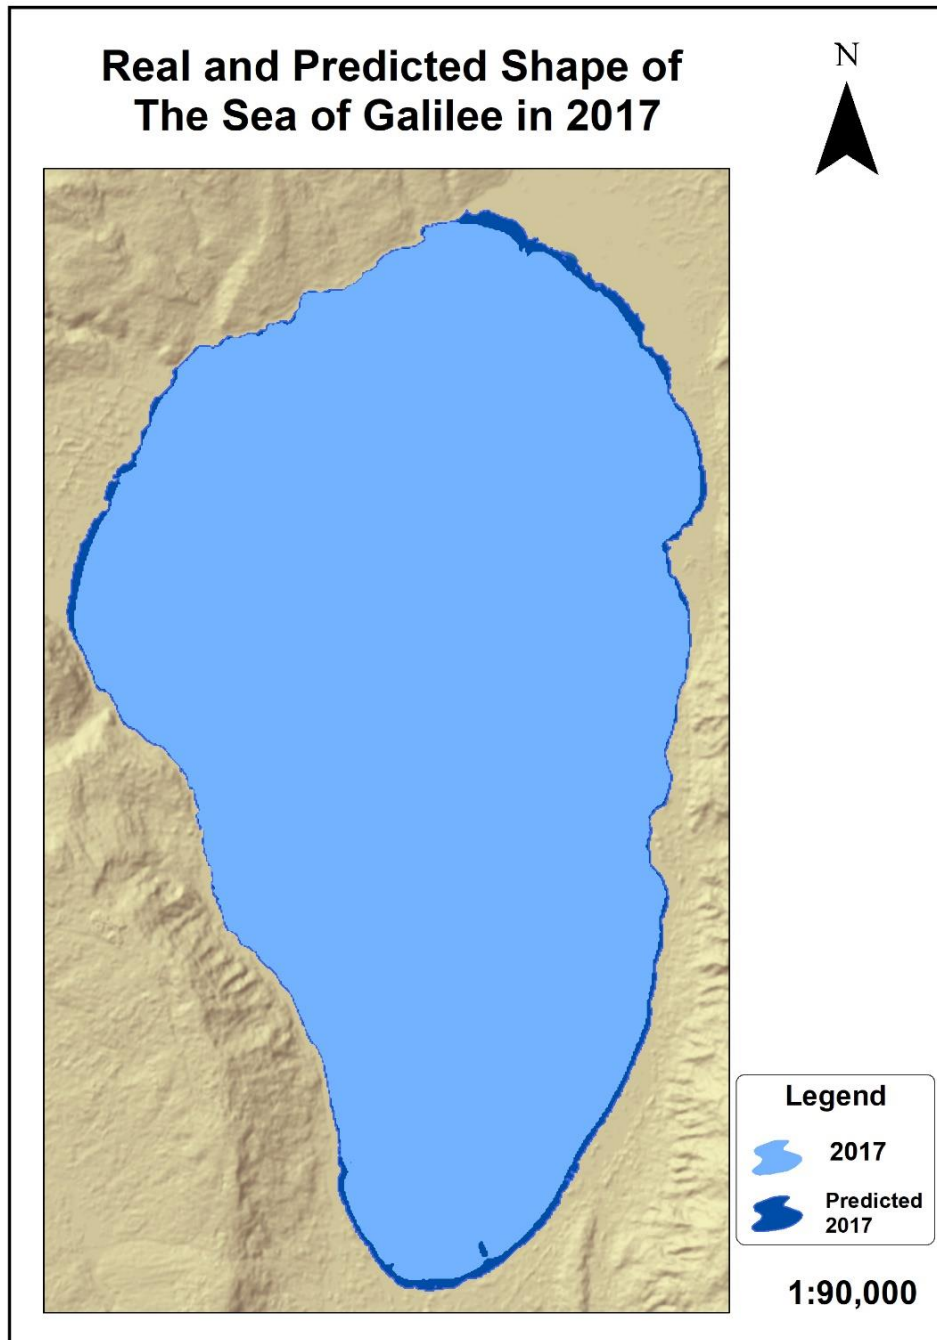 Real and Predicted Shape of
The Sea of Galilee in 2017
N
Legend
2017
Predicted
2017
1:90,000